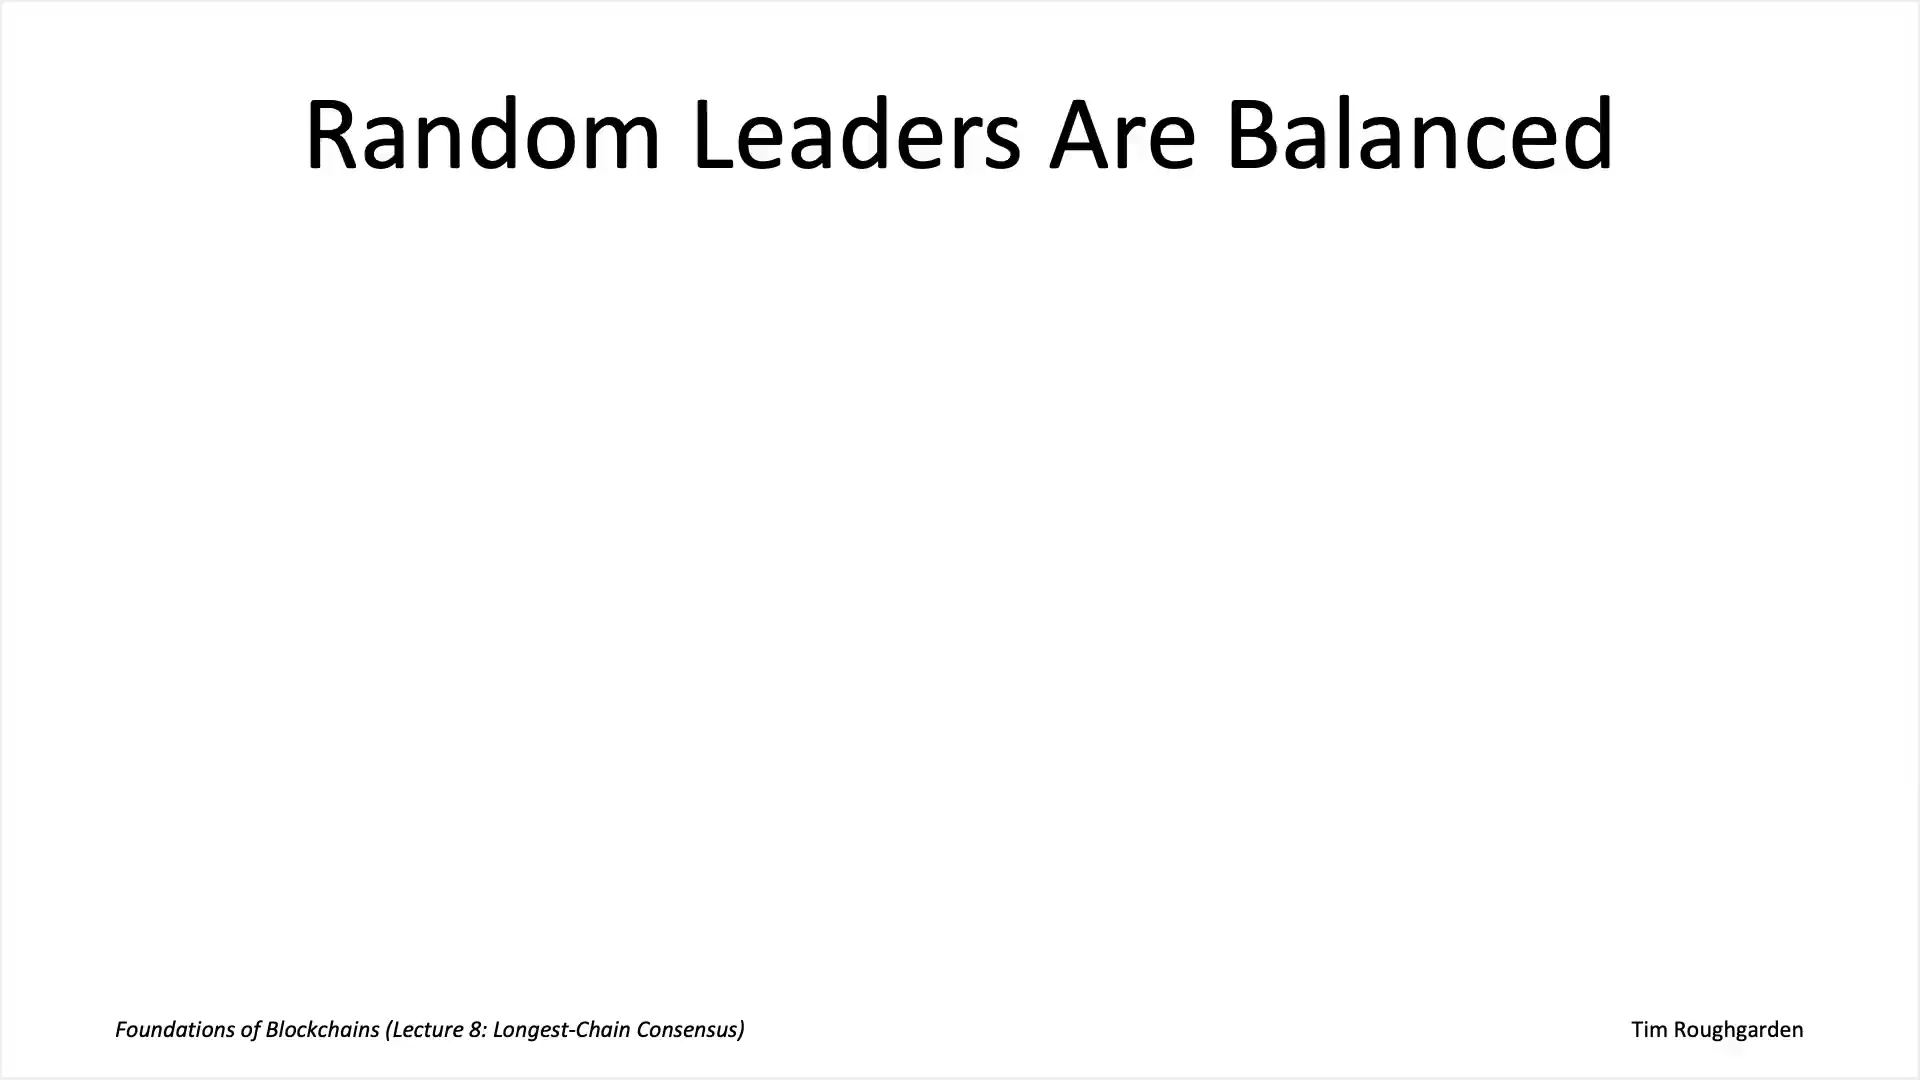 Random Leaders Are Balanced
Foundations of Blockchains (Lecture 8: Longest-Chain Consensus)
Tim Roughgarden